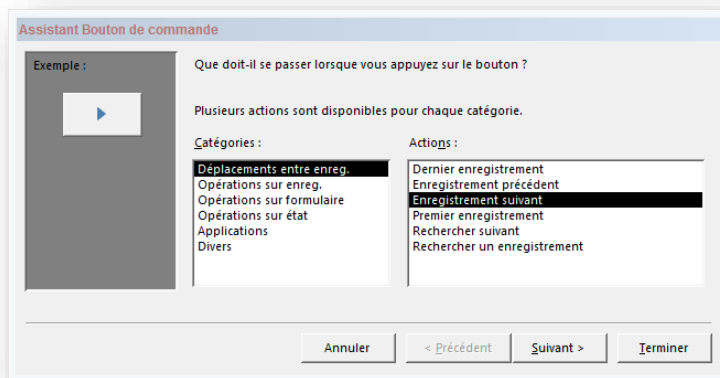 Assistant Bouton de commande
Exemple :
Que doit-il se passer lorsque vous appuyez sur le bouton ?
Plusieurs actions sont disponibles pour chaque catégorie.
Catégories :
Déplacements entre enreg.
Opérations sur enreg.
Opérations sur formulaire
Opérations sur état
Applications
Divers
Actions :
Dernier enregistrement
Enregistrement précédent
Enregistrement suivant
Premier enregistrement
Rechercher suivant
Rechercher un enregistrement
Annuler
< Précédent
Suivant >
Terminer